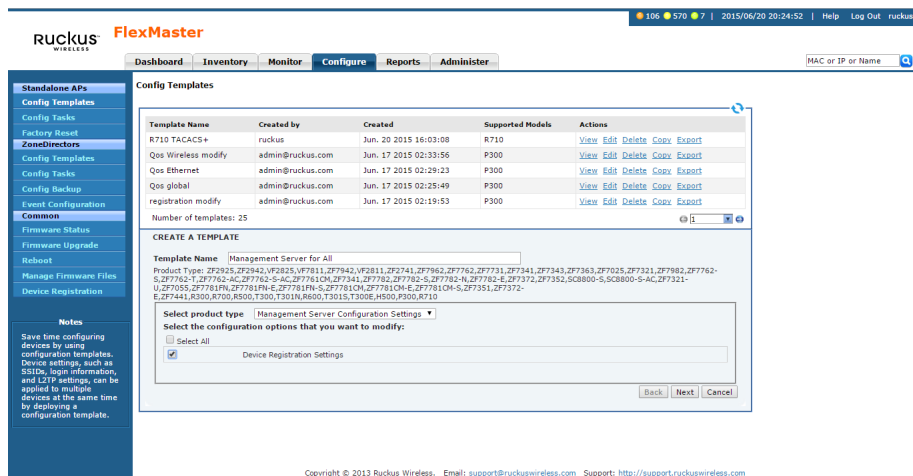 106 570 7 | 2015/06/20 20:24:52 | Help Log Out ruckus
RUCKUS WIRELESS FlexMaster
Dashboard Inventory Monitor Configure Reports Administer
MAC or IP or Name
Standalone APs
Config Templates
Config Tasks
Factory Reset
ZoneDirectors
Config Templates
Config Tasks
Config Backup
Event Configuration
Common
Firmware Status
Firmware Upgrade
Reboot
Manage Firmware Files
Device Registration
Notes
Save time configuring
devices by using
configuration templates.
Device settings, such as
SSIDs, login information,
and L2TP settings, can be
applied to multiple
devices at the same time
by deploying a
configuration template.
Config Templates
Template Name Created by Created Supported Models Actions
R710 TACACS+ ruckus Jun. 20 2015 16:03:08 R710 View Edit Delete Copy Export
Qos Wireless modify admin@ruckus.com Jun. 17 2015 02:33:56 P300 View Edit Delete Copy Export
Qos Ethernet admin@ruckus.com Jun. 17 2015 02:29:23 P300 View Edit Delete Copy Export
Qos global admin@ruckus.com Jun. 17 2015 02:25:49 P300 View Edit Delete Copy Export
registration modify admin@ruckus.com Jun. 17 2015 02:19:53 P300 View Edit Delete Copy Export
Number of templates: 25 1
CREATE A TEMPLATE
Template Name Management Server for All
Product Type: ZF2925,ZF2942,VF2825,VF7811,ZF7942,VF2811,ZF2741,ZF7962,ZF7762,ZF7731,ZF7341,ZF7343,ZF7363,ZF7025,ZF7321,ZF7982,ZF7762-
S,ZF7762-T,ZF7762-AC,ZF7762-S-AC,ZF7761CM,ZF7341,ZF7782,ZF7782-S,ZF7782-N,ZF7782-E,ZF7372,ZF7352,SC8800-S,SC8800-S-AC,ZF7321-
U,ZF7055,ZF7781FN,ZF7781FN-E,ZF7781FN-S,ZF7781CM,ZF7781CM-E,ZF7781CM-S,ZF7351,ZF7372-
E,ZF7441,R300,R700,R500,T300,T301N,R600,T301S,T300E,H500,P300,R710
Select product type Management Server Configuration Settings
Select the configuration options that you want to modify:
Select All
Device Registration Settings
Back Next Cancel
Copyright © 2013 Ruckus Wireless. Email: support@ruckuswireless.com Support: http://support.ruckuswireless.com